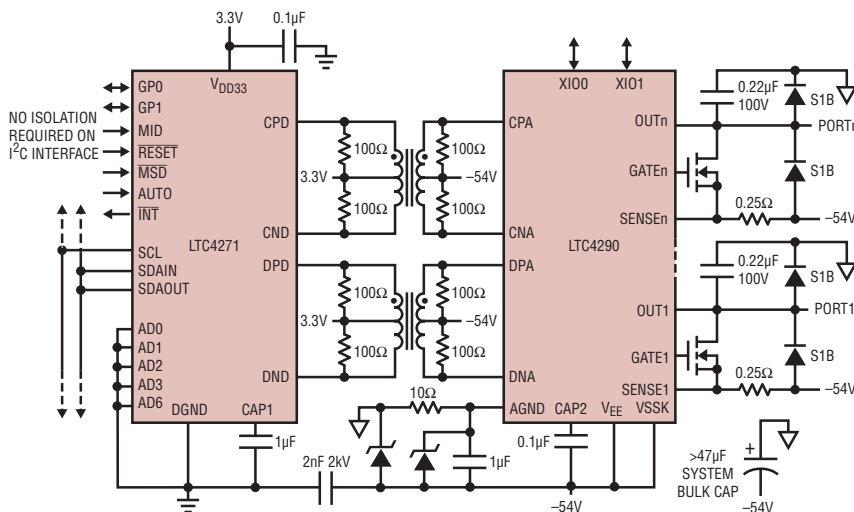 3.3V
0.1µF
VDD33
GP0
GP1
MID
RESET
MSD
AUTO
INT
NO ISOLATION
REQUIRED ON
I2C INTERFACE
SCL
SDAIN
SDAOUT
AD0
AD1
AD2
AD3
AD6
LTC4271
CPD
CND
DPD
DND
DGND
CAP1
1µF
2nF 2kV
100Ω
100Ω
3.3V
–54V
100Ω
100Ω
100Ω
100Ω
3.3V
–54V
100Ω
100Ω
10Ω
1µF
0.1µF
–54V
XIO0
XIO1
CPA
CNA
DPA
DNA
LTC4290
AGND
CAP2
VEE
VSSK
OUTn
GATEn
SENSEn
OUT1
GATE1
SENSE1
0.22µF
100V
S1B
PORTn
S1B
0.25Ω
–54V
0.22µF
100V
S1B
PORT1
S1B
0.25Ω
–54V
>47µF
SYSTEM
BULK CAP
+
–54V